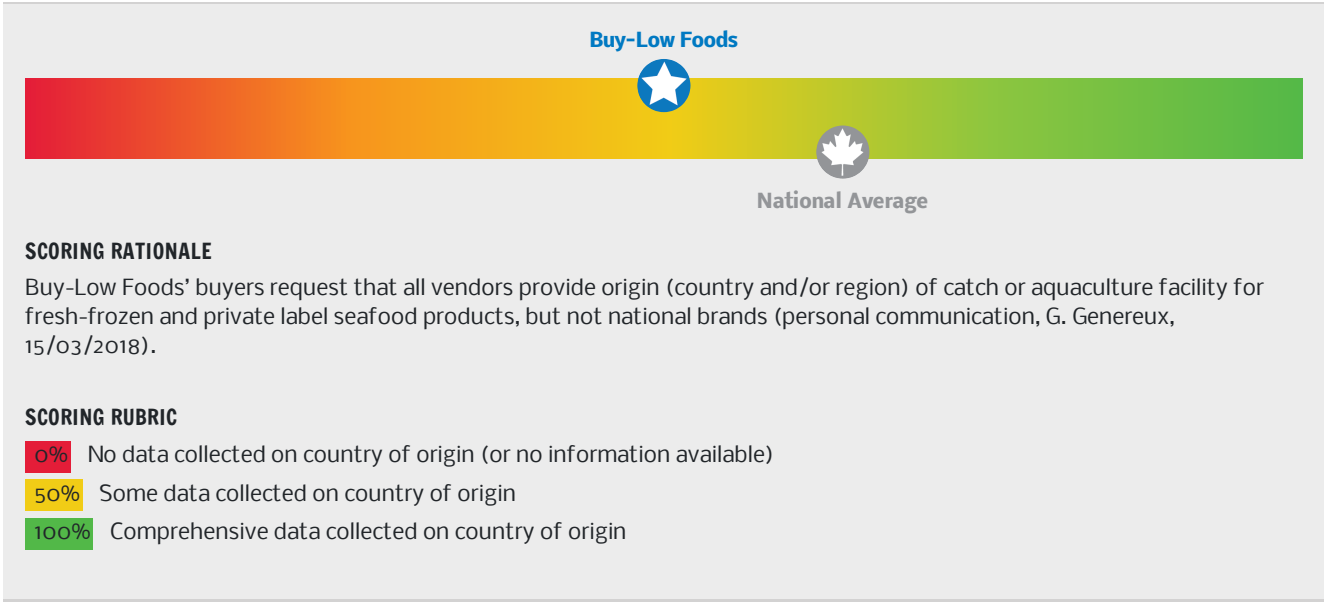 Buy-Low Foods
National Average
SCORING RATIONALE
Buy-Low Foods’ buyers request that all vendors provide origin (country and/or region) of catch or aquaculture facility for
fresh-frozen and private label seafood products, but not national brands (personal communication, G. Genereux,
15/03/2018).
SCORING RUBRIC
0% No data collected on country of origin (or no information available)
50% Some data collected on country of origin
100% Comprehensive data collected on country of origin